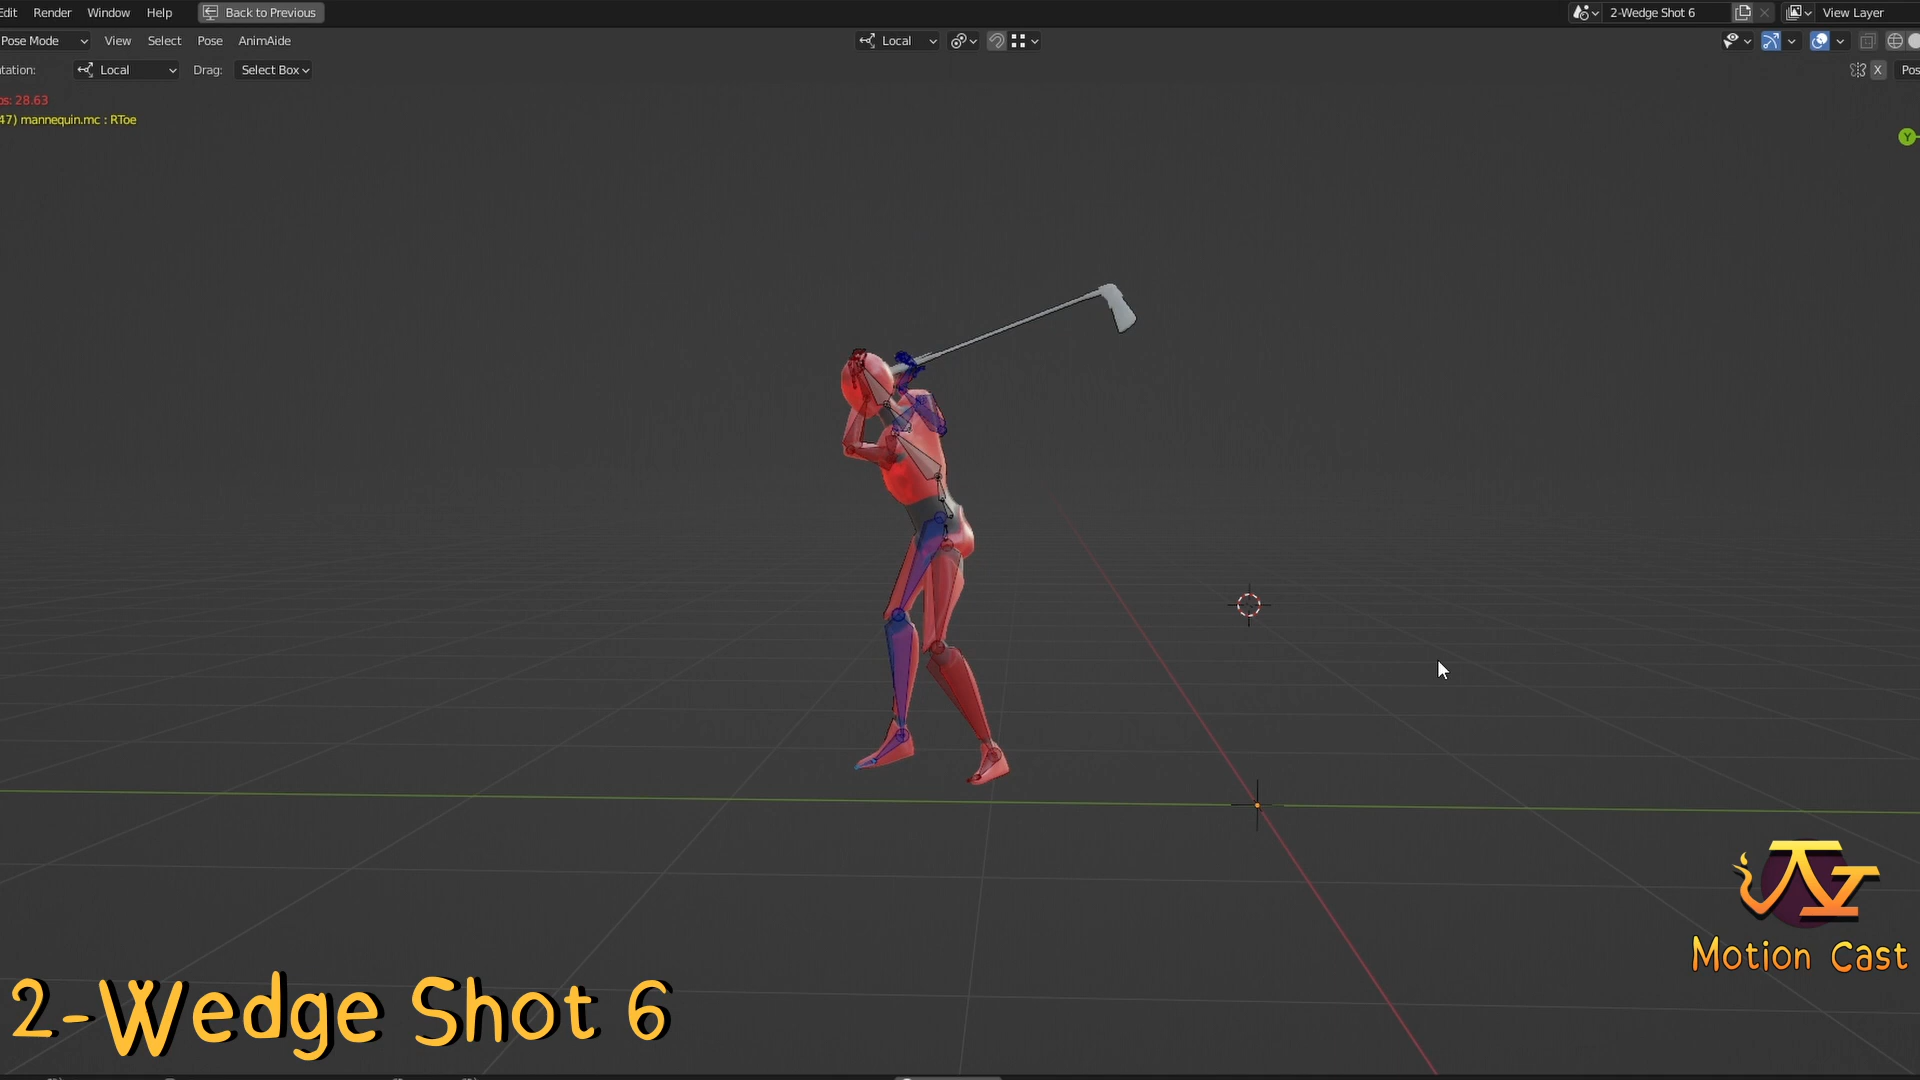 Edit Render Window Help Back to Previous 2-Wedge Shot 6 View Layer
Pose Mode View Select Pose AnimAide Local
tation: Local Drag: Select Box X Pos
ps: 28.63
47) mannequin.mc : RToe
Y
Motion Cast
2-Wedge Shot 6